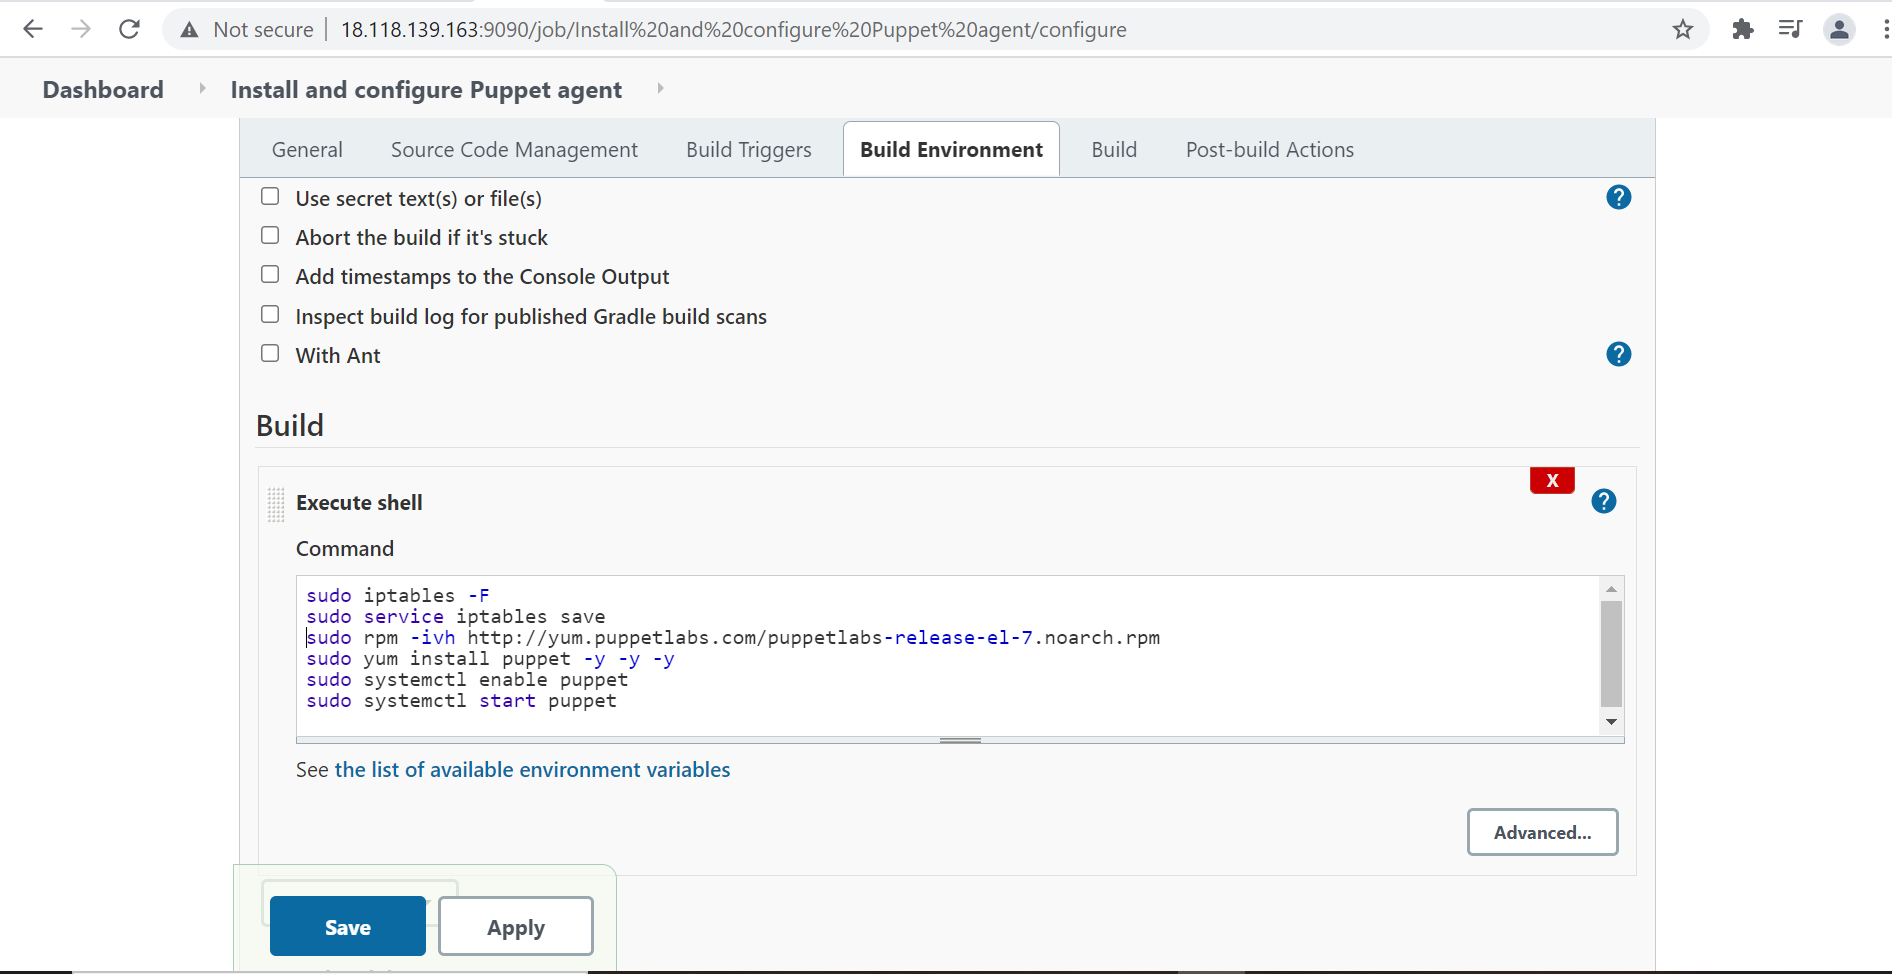 Not secure
18.118.139.163:9090/job/Install%20and%20configure%20Puppet%20agent/configure
Dashboard
Install and configure Puppet agent
General
Source Code Management
Build Triggers
Build Environment
Build
Post-build Actions
Use secret text(s) or file(s)
?
Abort the build if it's stuck
Add timestamps to the Console Output
Inspect build log for published Gradle build scans
With Ant
?
Build
X
Execute shell
?
Command
sudo iptables -F
sudo service iptables save
sudo rpm -ivh http://yum.puppetlabs.com/puppetlabs-release-el-7.noarch.rpm
sudo yum install puppet -y -y -y
sudo systemctl enable puppet
sudo systemctl start puppet
See the list of available environment variables
Advanced...
Save
Apply